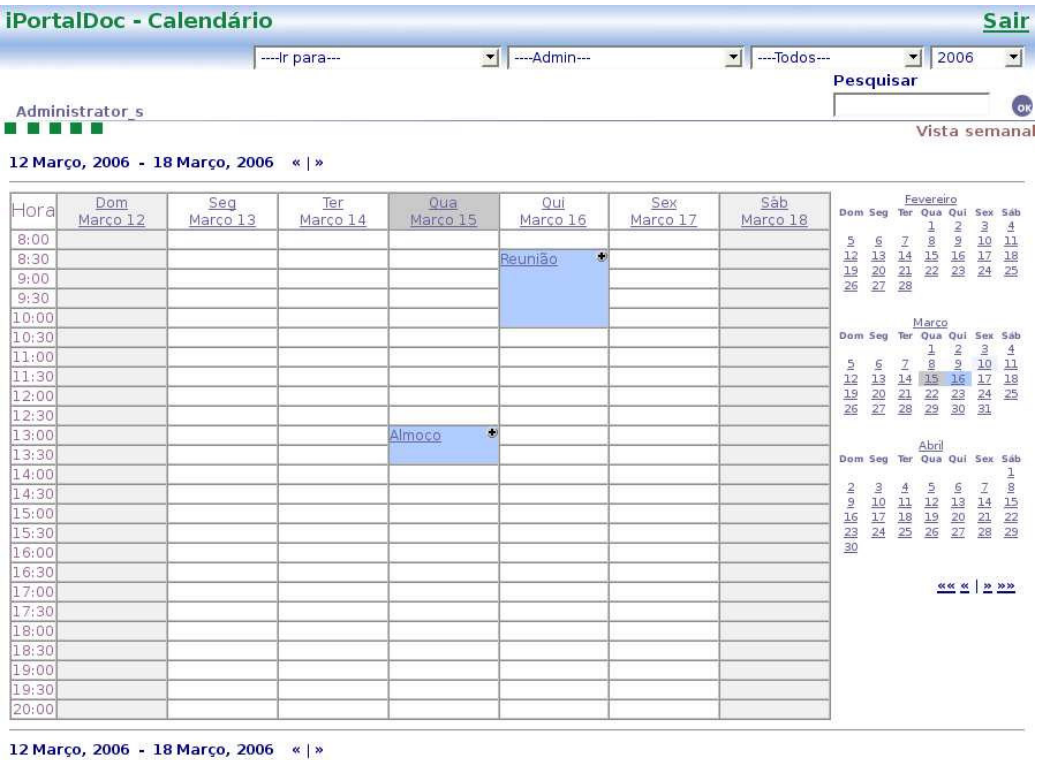 iPortalDoc - Calendário Sair
----Ir para--- ----Admin--- ----Todos--- 2006
Pesquisar
Administrator_s OK
Vista semanal
12 Março, 2006 - 18 Março, 2006 « | »
Hora Dom Seg Ter Qua Qui Sex Sàb
Março 12 Março 13 Março 14 Março 15 Março 16 Março 17 Março 18
8:00
8:30 Reunião
9:00
9:30
10:00
10:30
11:00
11:30
12:00
12:30
13:00 Almoço
13:30
14:00
14:30
15:00
15:30
16:00
16:30
17:00
17:30
18:00
18:30
19:00
19:30
20:00
Fevereiro
Dom Seg Ter Qua Qui Sex Sáb
1 2 3 4
5 6 7 8 9 10 11
12 13 14 15 16 17 18
19 20 21 22 23 24 25
26 27 28
Março
Dom Seg Ter Qua Qui Sex Sáb
1 2 3 4
5 6 7 8 9 10 11
12 13 14 15 16 17 18
19 20 21 22 23 24 25
26 27 28 29 30 31
Abril
Dom Seg Ter Qua Qui Sex Sáb
1
2 3 4 5 6 7 8
9 10 11 12 13 14 15
16 17 18 19 20 21 22
23 24 25 26 27 28 29
30
«« « | » »»
12 Março, 2006 - 18 Março, 2006 « | »